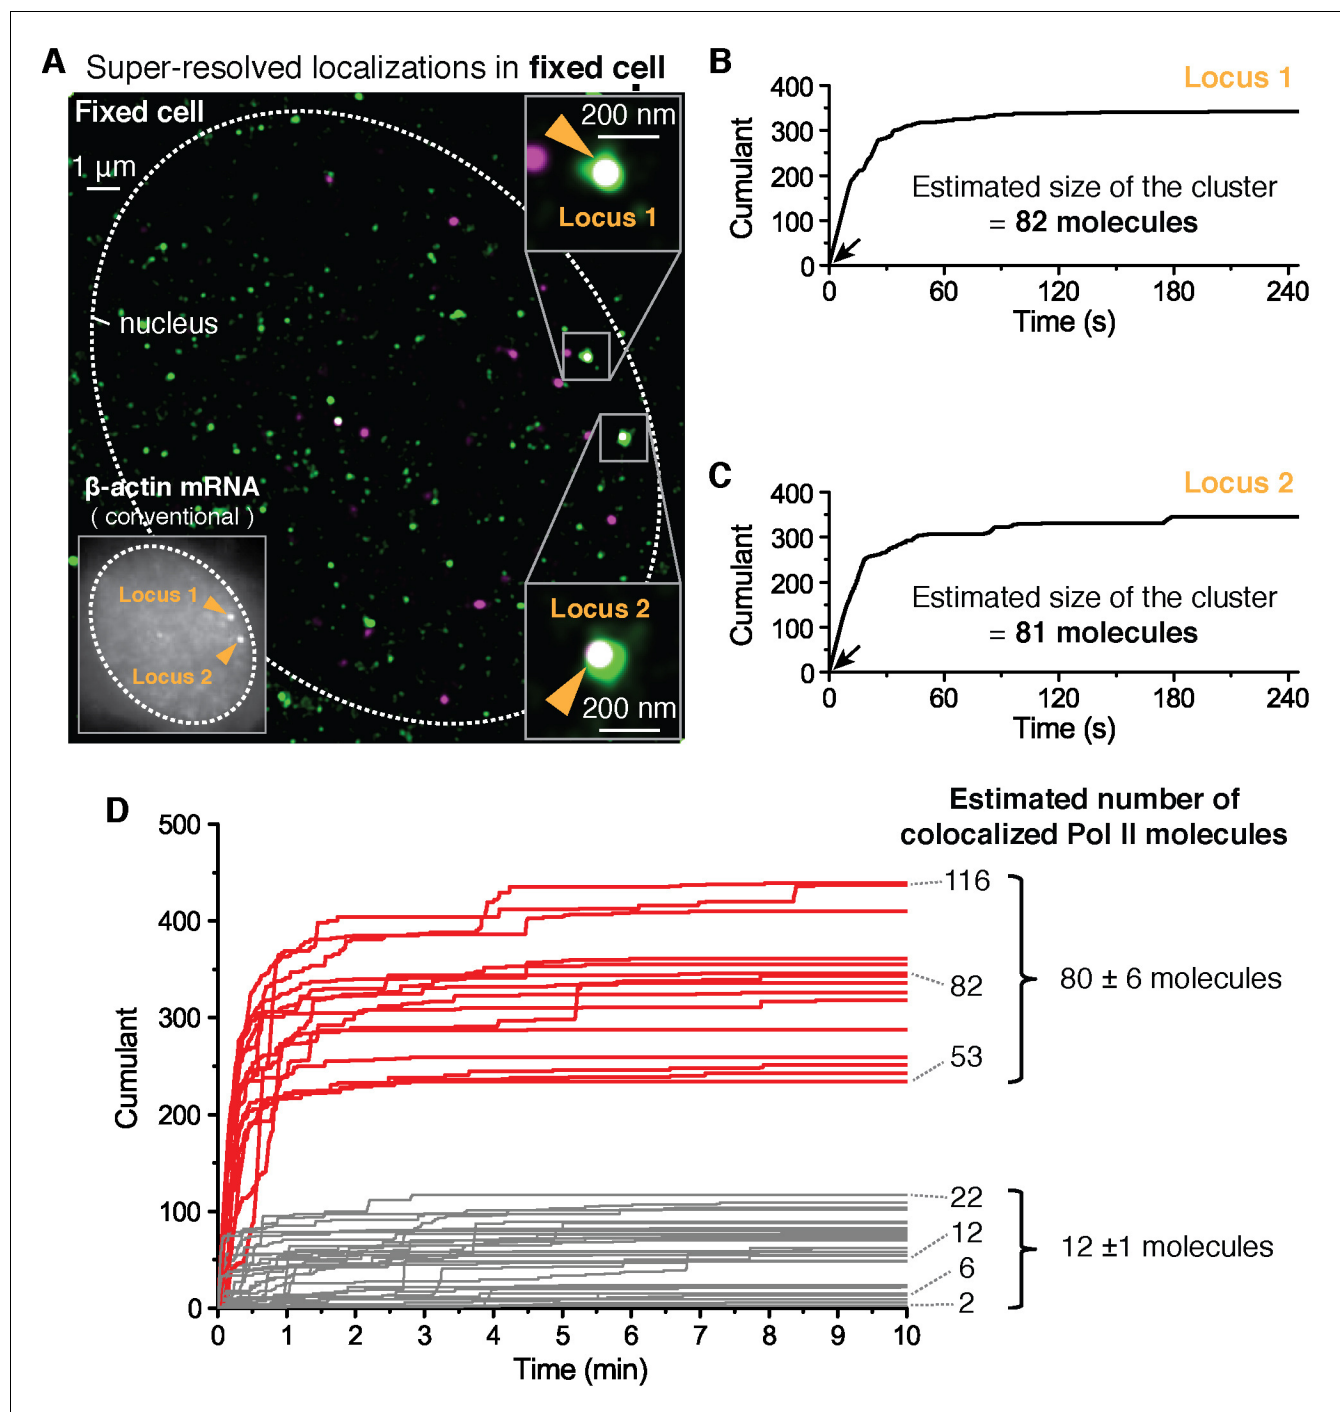 A Super-resolved localizations in fixed cell
Fixed cell
1 μm
nucleus
200 nm
Locus 1
β-actin mRNA
( conventional )
Locus 1
Locus 2
Locus 2
200 nm
B
Locus 1
Cumulant
400
300
200
100
0
Estimated size of the cluster
= 82 molecules
0 60 120 180 240
Time (s)
C
Locus 2
Cumulant
400
300
200
100
0
Estimated size of the cluster
= 81 molecules
0 60 120 180 240
Time (s)
D
Estimated number of
colocalized Pol II molecules
Cumulant
500
400
300
200
100
0
116
82
53
80 ± 6 molecules
22
12
6
2
12 ±1 molecules
0 1 2 3 4 5 6 7 8 9 10
Time (min)